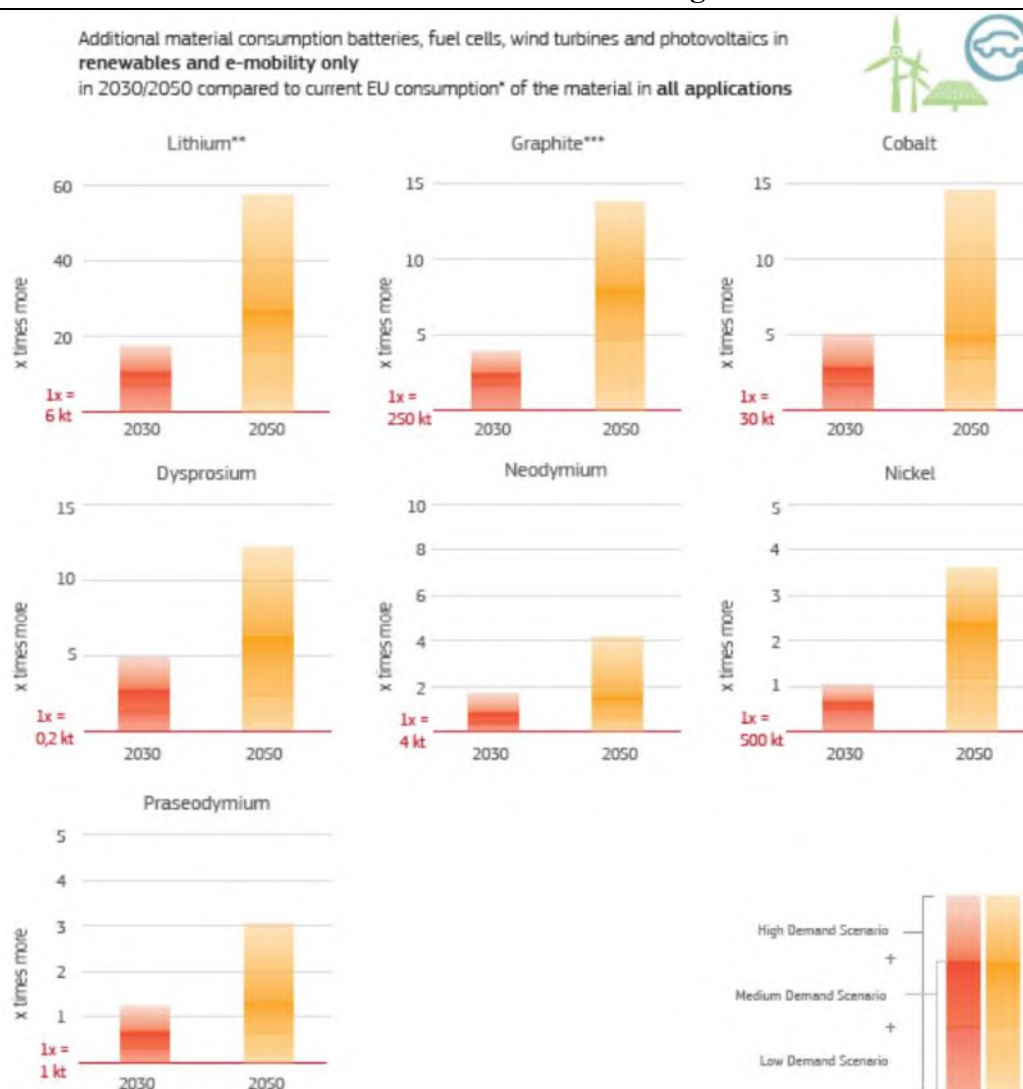 Additional material consumption batteries, fuel cells, wind turbines and photovoltaics in
renewables and e-mobility only
in 2030/2050 compared to current EU consumption* of the material in all applications
Lithium**
60
40
20
x times more
1x =
6 kt
2030
2050
Graphite***
15
10
5
x times more
1x =
250 kt
2030
2050
Cobalt
15
10
5
x times more
1x =
30 kt
2030
2050
Dysprosium
15
10
5
x times more
1x =
0,2 kt
2030
2050
Neodymium
10
8
6
4
2
x times more
1x =
4 kt
2030
2050
Nickel
5
4
3
2
1
x times more
1x =
500 kt
2030
2050
Praseodymium
5
4
3
2
1
x times more
1x =
1 kt
2030
2050
High Demand Scenario
+
Medium Demand Scenario
+
Low Demand Scenario